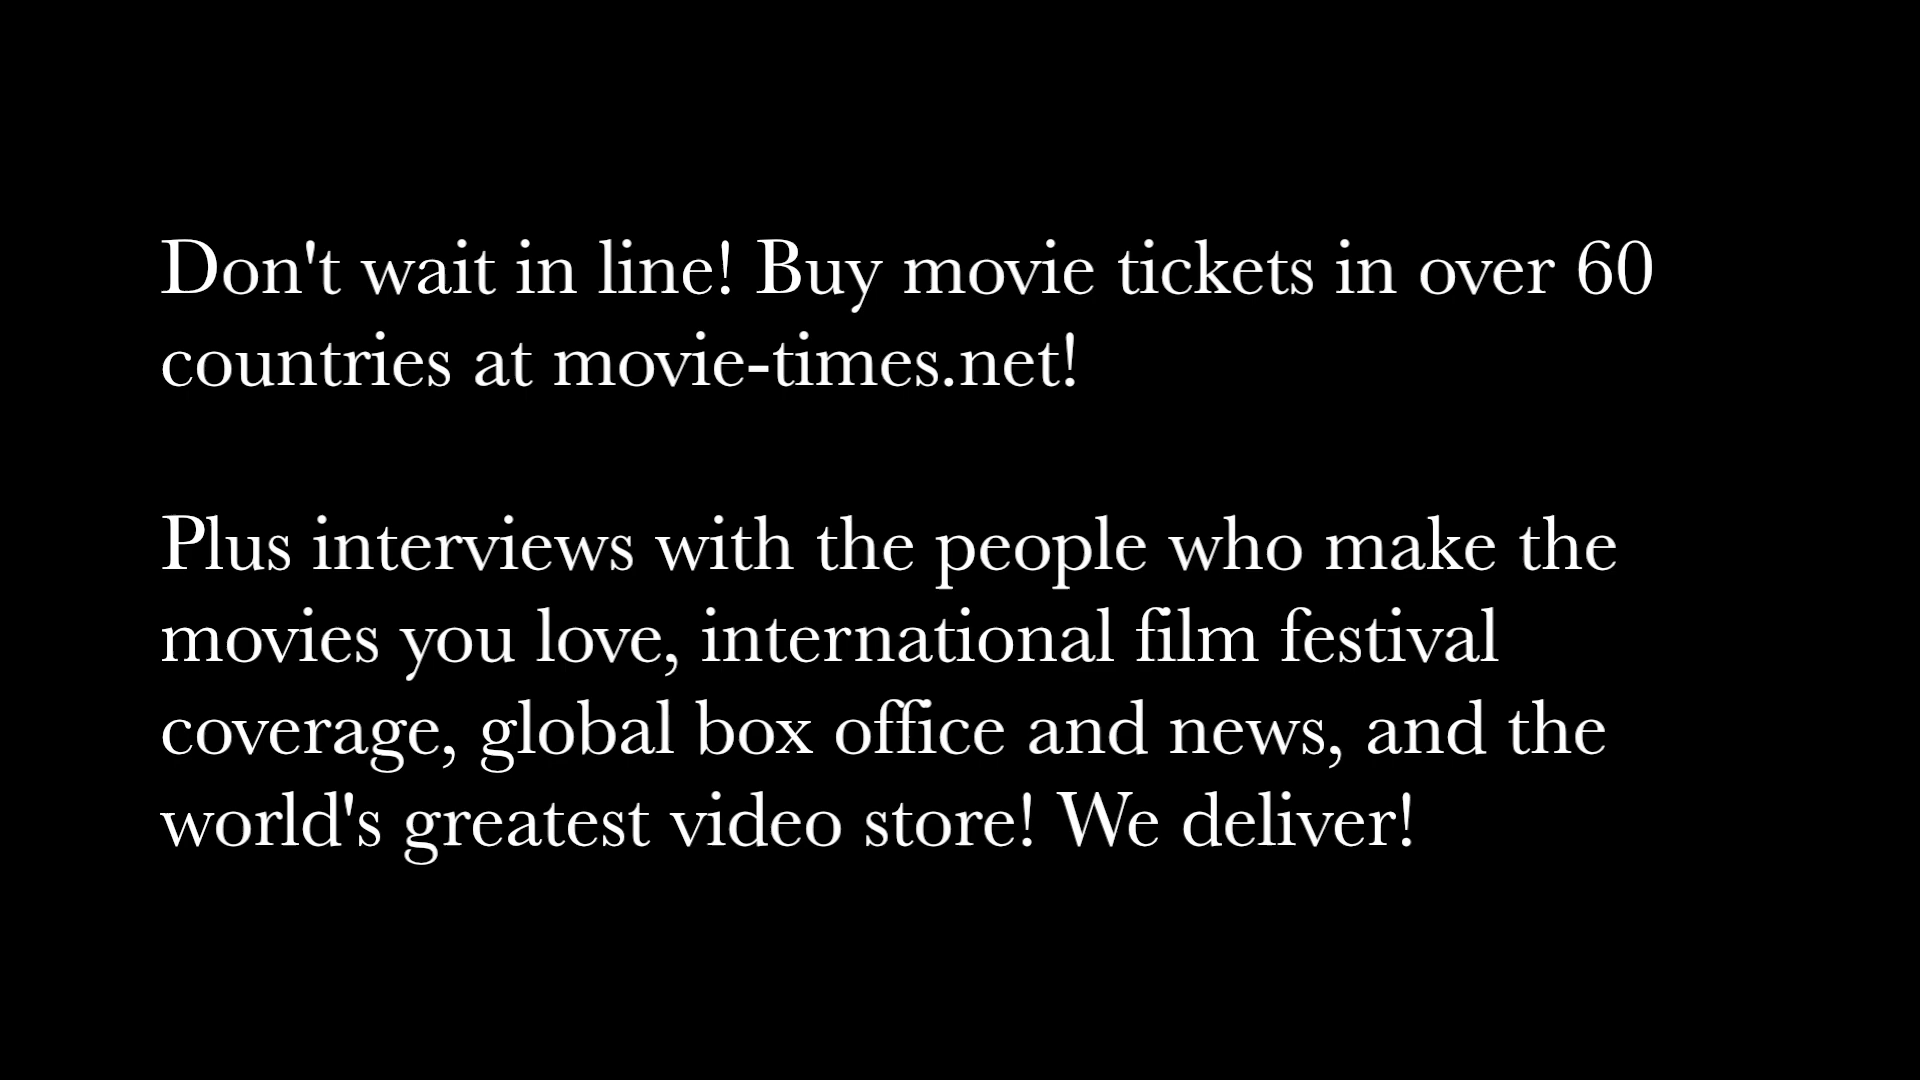 Don't wait in line! Buy movie tickets in over 60
countries at movie-times.net!
Plus interviews with the people who make the
movies you love, international film festival
coverage, global box office and news, and the
world's greatest video store! We deliver!